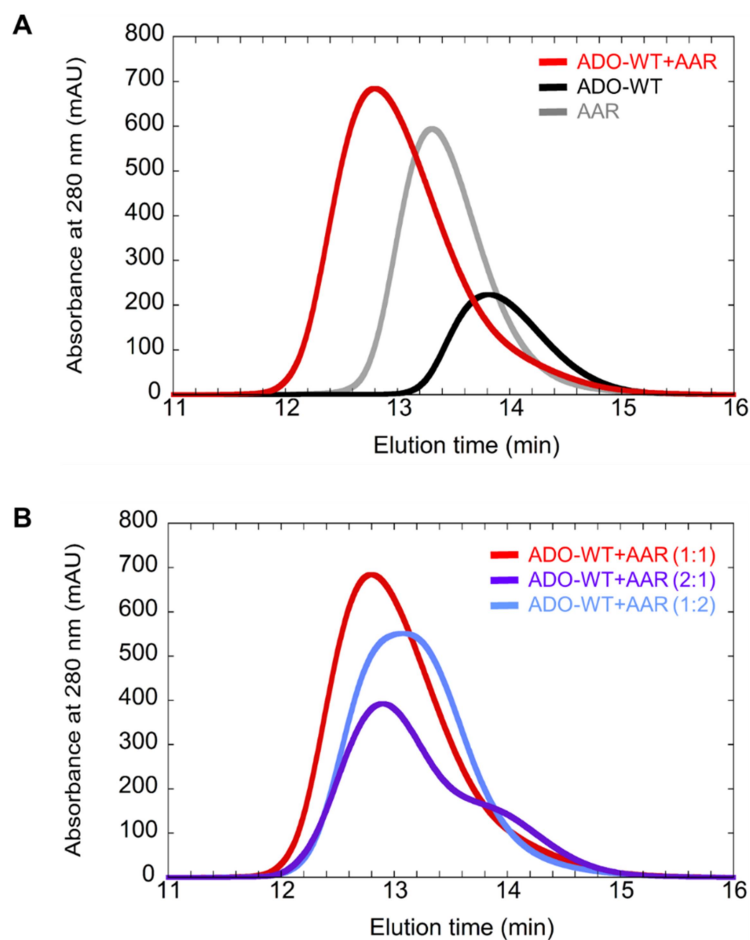 A
800
700
600
500
400
300
200
100
0
Absorbance at 280 nm (mAU)
ADO-WT+AAR
ADO-WT
AAR
11 12 13 14 15 16
Elution time (min)
B
800
700
600
500
400
300
200
100
0
Absorbance at 280 nm (mAU)
ADO-WT+AAR (1:1)
ADO-WT+AAR (2:1)
ADO-WT+AAR (1:2)
11 12 13 14 15 16
Elution time (min)